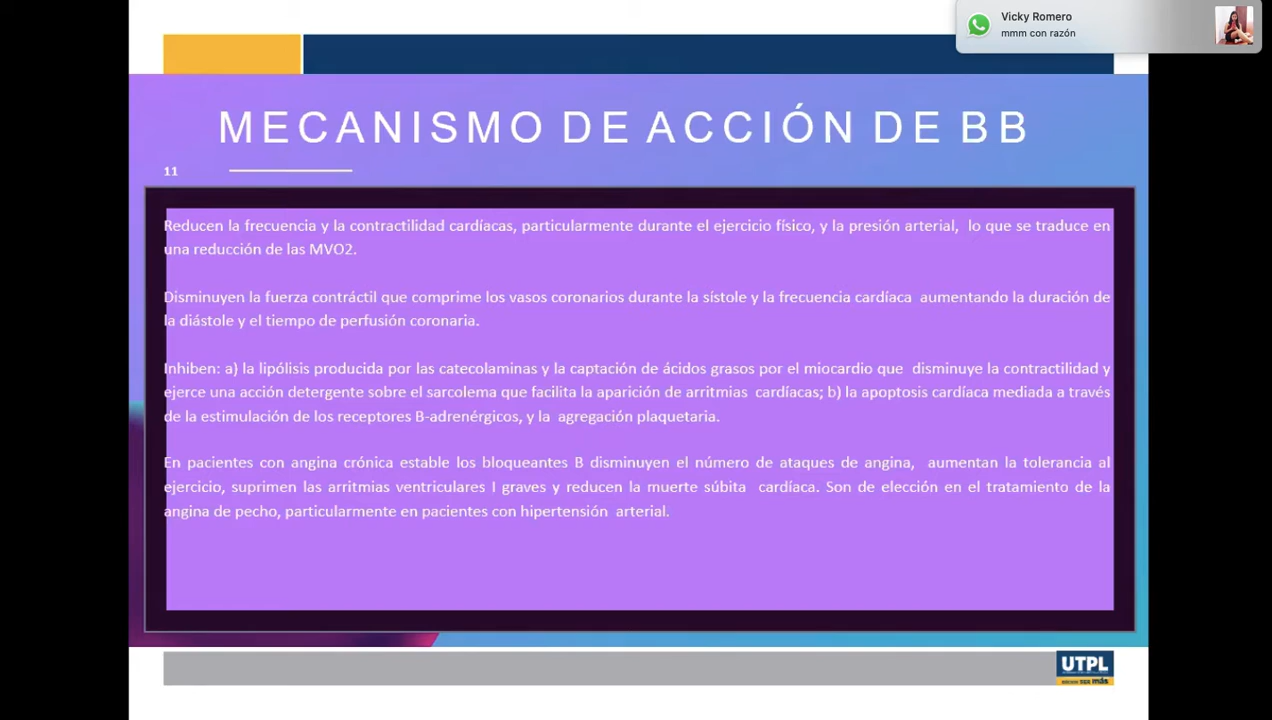 Vicky Romero
mmm con razón
MECANISMO DE ACCIÓN DE BB
11
Reducen la frecuencia y la contractilidad cardíacas, particularmente durante el ejercicio físico, y la presión arterial, lo que se traduce en
una reducción de las MVO2.
Disminuyen la fuerza contráctil que comprime los vasos coronarios durante la sístole y la frecuencia cardíaca aumentando la duración de
la diástole y el tiempo de perfusión coronaria.
Inhiben: a) la lipólisis producida por las catecolaminas y la captación de ácidos grasos por el miocardio que disminuye la contractilidad y
ejerce una acción detergente sobre el sarcolema que facilita la aparición de arritmias cardíacas; b) la apoptosis cardíaca mediada a través
de la estimulación de los receptores B-adrenérgicos, y la agregación plaquetaria.
En pacientes con angina crónica estable los bloqueantes B disminuyen el número de ataques de angina, aumentan la tolerancia al
ejercicio, suprimen las arritmias ventriculares I graves y reducen la muerte súbita cardíaca. Son de elección en el tratamiento de la
angina de pecho, particularmente en pacientes con hipertensión arterial.
UTPL
más